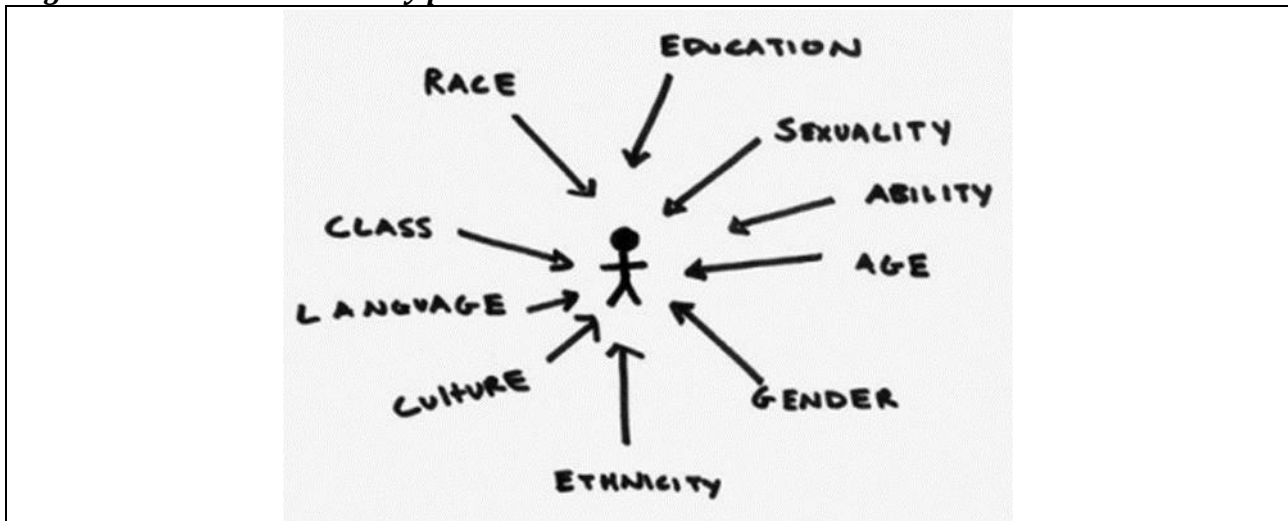 EDUCATION
RACE
SEXUALITY
ABILITY
CLASS
AGE
LANGUAGE
CULTURE
GENDER
ETHNICITY